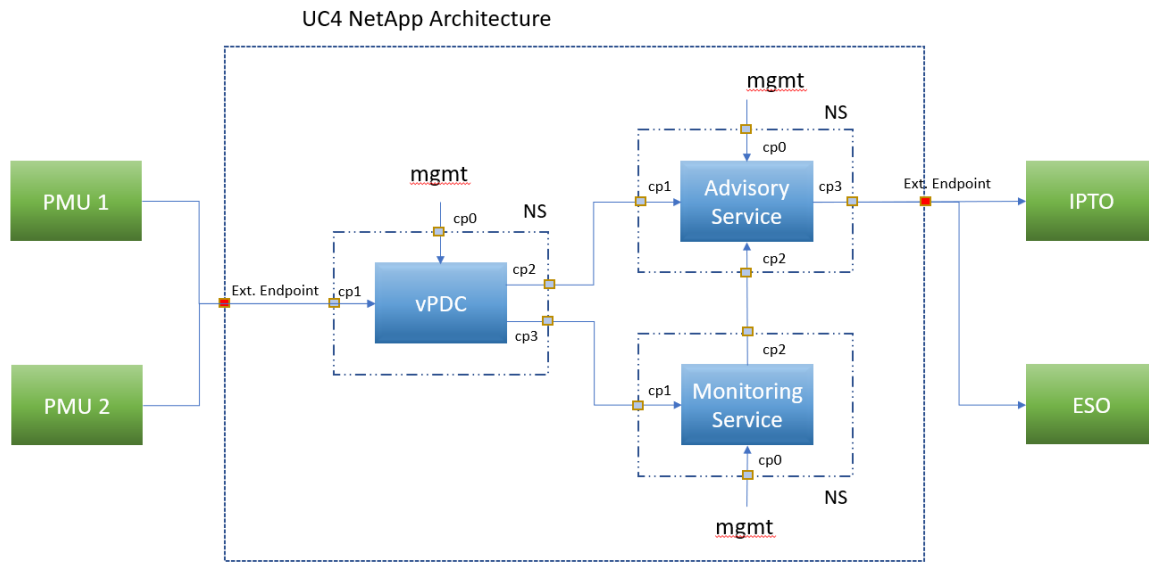 UC4 NetApp Architecture
mgmt
NS
cp0
PMU 1
mgmt
cp1
Advisory
Service
cp3
Ext. Endpoint
IPTO
cp0
NS
cp2
cp2
Ext. Endpoint
cp1
vPDC
cp3
cp2
PMU 2
cp1
Monitoring
Service
ESO
cp0
NS
mgmt